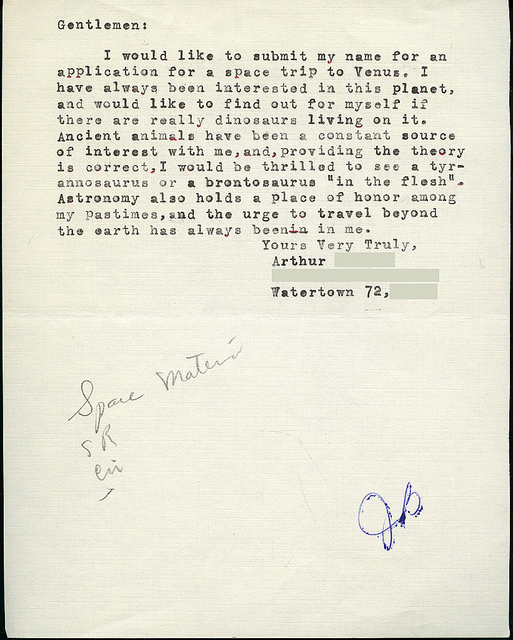 Gentlemen:
I would like to submit my name for an
application for a space trip to Venus. I
have always been interested in this planet,
and would like to find out for myself if
there are really dinosaurs living on it.
Ancient animals have been a constant source
of interest with me,and,providing the theory
is correct,I would be thrilled to see a tyr-
annosaurus or a brontosaurus "in the flesh".
Astronomy also holds a place of honor among
my pastimes,and the urge to travel beyond
the earth has always beenin in me.
Yours Very Truly,
Arthur
Watertown 72,
Space
SR